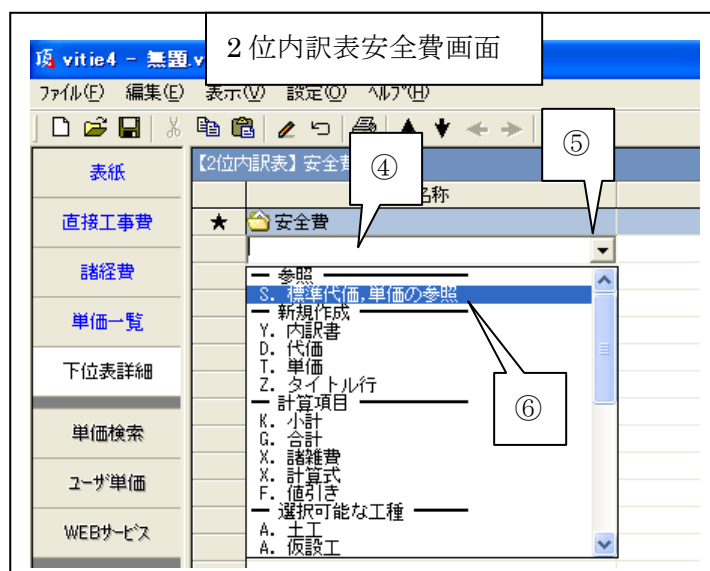 2位内訳表安全費画面
頂 vitie4 - 無題.v
ファイル(F) 編集(E) 表示(V) 設定(O) ヘルプ(H)
【2位内訳表】安全費
④
⑤
名称
表紙
直接工事費
諸経費
単価一覧
下位表詳細
単価検索
ユーザ単価
WEBサービス
★ 安全費
━ 参照 ━━━━━━
S. 標準代価,単価の参照
━ 新規作成 ━━━━━━
Y. 内訳書
D. 代価
T. 単価
Z. タイトル行
━ 計算項目 ━━━━━━
K. 小計
G. 合計
X. 諸雑費
X. 計算式
F. 値引き
━ 選択可能な工種 ━━━
A. 土工
A. 仮設工
⑥